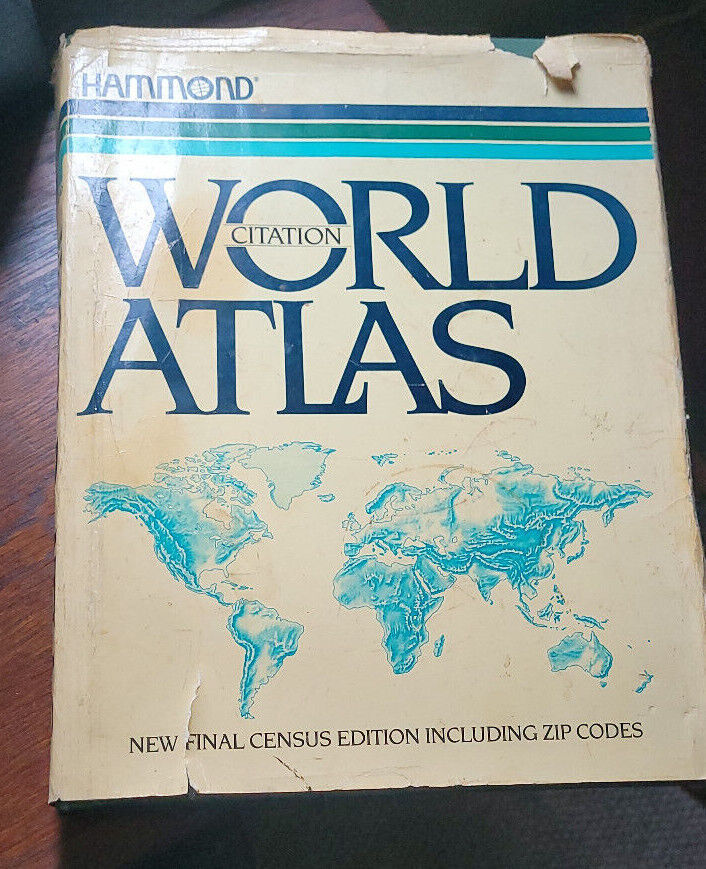 HAMMOND®
WORLD
CITATION
ATLAS
NEW FINAL CENSUS EDITION INCLUDING ZIP CODES